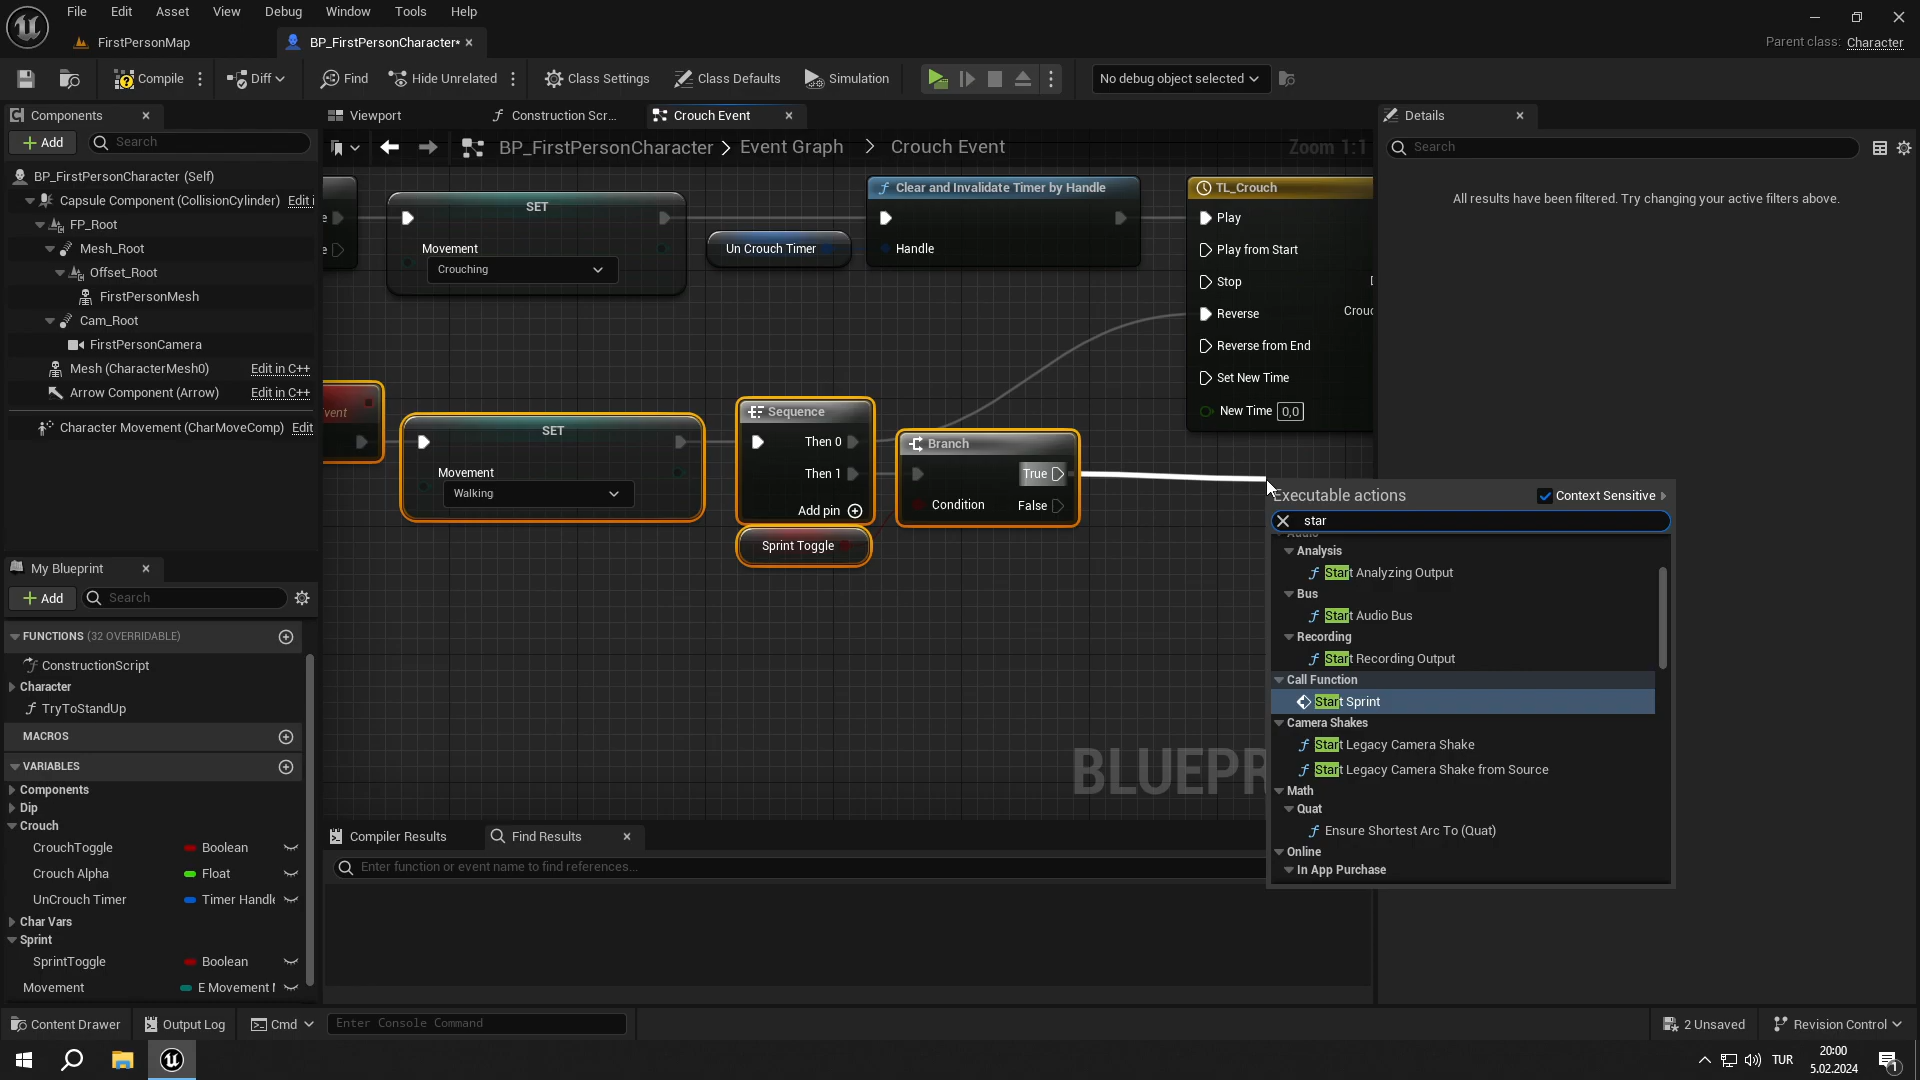 File Edit Asset View Debug Window Tools Help
FirstPersonMap
BP_FirstPersonCharacter*
Parent class: Character
Compile
Diff
Find
Hide Unrelated
Class Settings
Class Defaults
Simulation
No debug object selected
Components
Add
Search
BP_FirstPersonCharacter (Self)
Capsule Component (CollisionCylinder) Edit i
FP_Root
Mesh_Root
Offset_Root
FirstPersonMesh
Cam_Root
FirstPersonCamera
Mesh (CharacterMesh0) Edit in C++
Arrow Component (Arrow) Edit in C++
Character Movement (CharMoveComp) Edit
My Blueprint
Add
Search
FUNCTIONS (32 OVERRIDABLE)
ConstructionScript
Character
TryToStandUp
MACROS
VARIABLES
Components
Dip
Crouch
CrouchToggle Boolean
Crouch Alpha Float
UnCrouch Timer Timer Handle
Char Vars
Sprint
SprintToggle Boolean
Movement E Movement
Viewport
Construction Scr...
Crouch Event
BP_FirstPersonCharacter > Event Graph > Crouch Event
Zoom 1:1
SET
Movement
Crouching
Un Crouch Timer
Clear and Invalidate Timer by Handle
Handle
TL_Crouch
Play
Play from Start
Stop
Reverse
Crouc
Reverse from End
Set New Time
New Time 0,0
vent
SET
Movement
Walking
Sequence
Then 0
Then 1
Add pin
Sprint Toggle
Branch
True
Condition
False
BLUEPR
Executable actions
Context Sensitive
star
Audio
Analysis
Start Analyzing Output
Bus
Start Audio Bus
Recording
Start Recording Output
Call Function
Start Sprint
Camera Shakes
Start Legacy Camera Shake
Start Legacy Camera Shake from Source
Math
Quat
Ensure Shortest Arc To (Quat)
Online
In App Purchase
Compiler Results
Find Results
Enter function or event name to find references...
Details
Search
All results have been filtered. Try changing your active filters above.
Content Drawer
Output Log
Cmd
Enter Console Command
2 Unsaved
Revision Control
TUR
20:00
5.02.2024
1